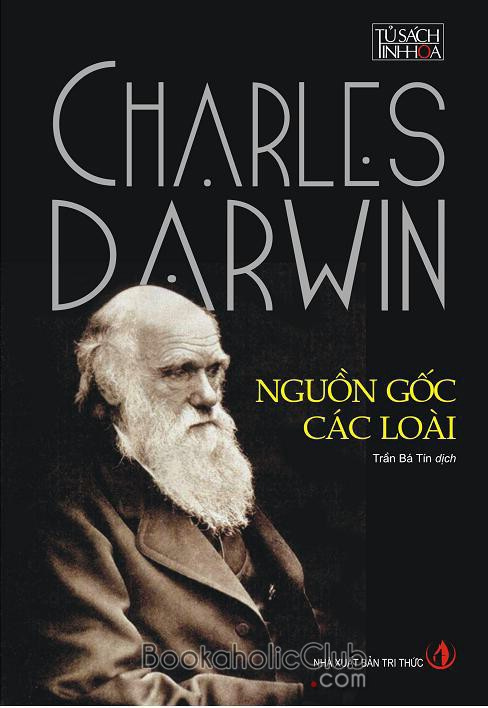 TỦ SÁCH
TINH HOA
CHARLES
DARWIN
NGUỒN GỐC
CÁC LOÀI
Trần Bá Tín dịch
BookaholicClub
.com
NHÀ XUẤT BẢN TRI THỨC